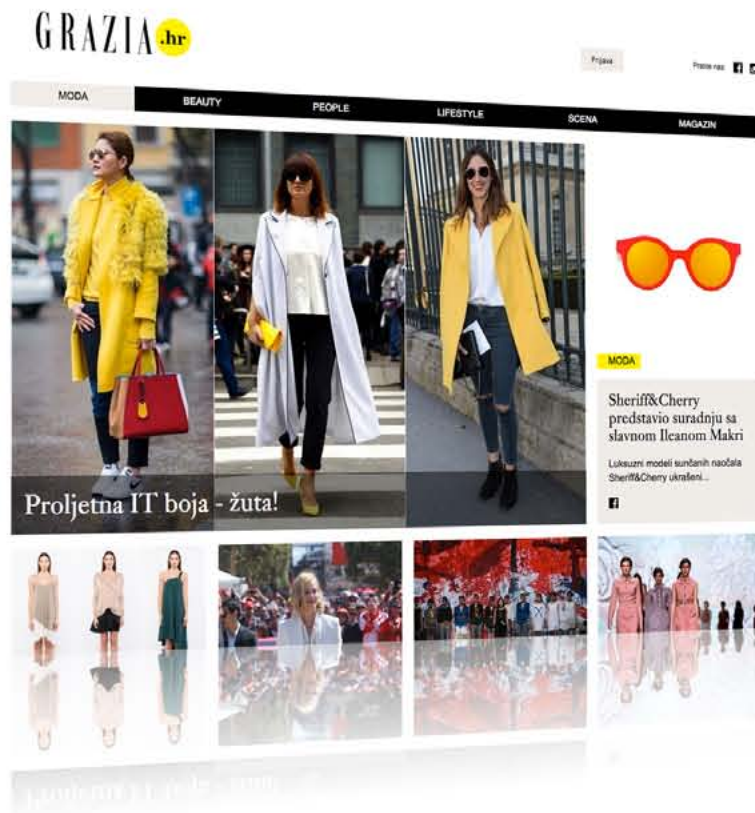 GRAZIA.hr
Prijava
Pratite nas:
MODA
BEAUTY
PEOPLE
LIFESTYLE
SCENA
MAGAZIN
Proljetna IT boja - žuta!
MODA
Sheriff&Cherry
predstavio suradnju sa
slavnom Ileanom Makri
Luksuzni modeli sunčanih naočala
Sheriff&Cherry ukrašeni...